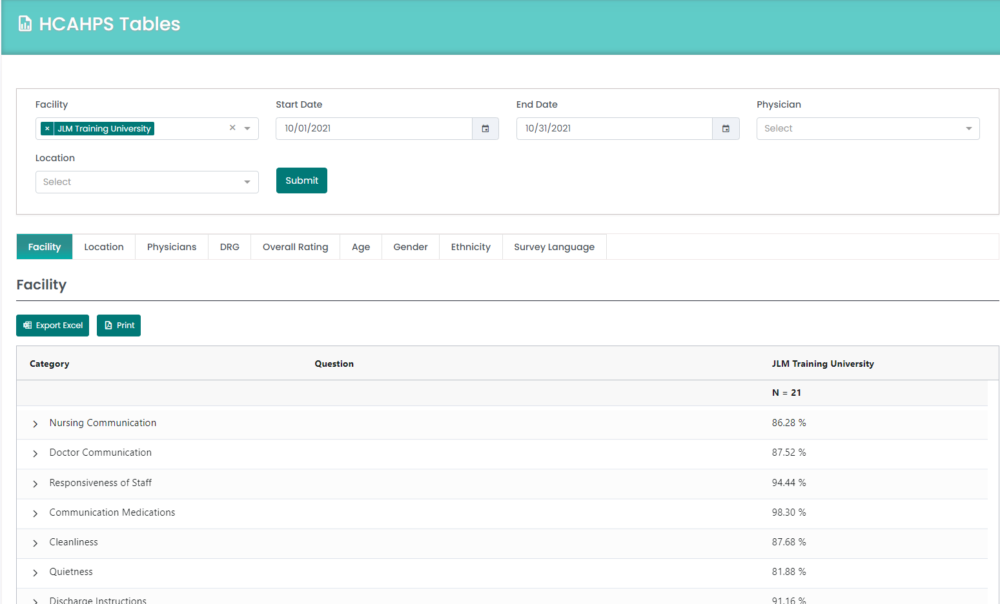 HCAHPS Tables
Facility Start Date End Date Physician
× JLM Training University × 10/01/2021 10/31/2021 Select
Location
Select Submit
Facility Location Physicians DRG Overall Rating Age Gender Ethnicity Survey Language
Facility
Export Excel Print
Category Question JLM Training University
N = 21
Nursing Communication 86.28 %
Doctor Communication 87.52 %
Responsiveness of Staff 94.44 %
Communication Medications 98.30 %
Cleanliness 87.68 %
Quietness 81.88 %
Discharge Instructions 91.16 %